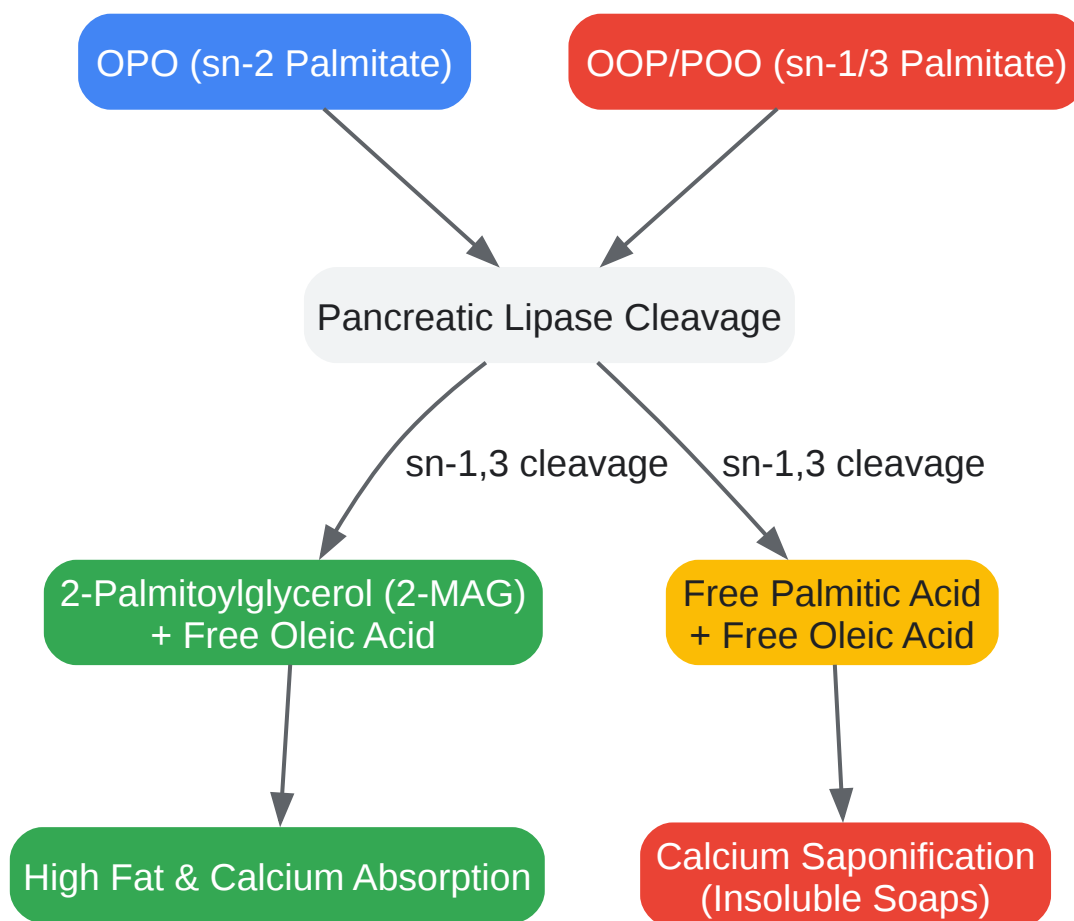 OPO (sn-2 Palmitate)
OOP/POO (sn-1/3 Palmitate)
Pancreatic Lipase Cleavage
sn-1,3 cleavage
sn-1,3 cleavage
2-Palmitoylglycerol (2-MAG)
+ Free Oleic Acid
Free Palmitic Acid
+ Free Oleic Acid
High Fat & Calcium Absorption
Calcium Saponification
(Insoluble Soaps)